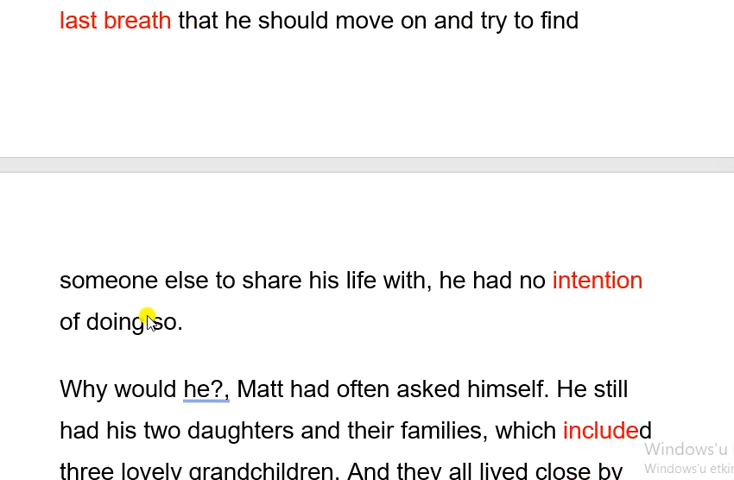 last breath that he should move on and try to find
someone else to share his life with, he had no intention
of doing so.
Why would he?, Matt had often asked himself. He still
had his two daughters and their families, which included
three lovely grandchildren. And they all lived close by
Windows'u
Windows'u etkin